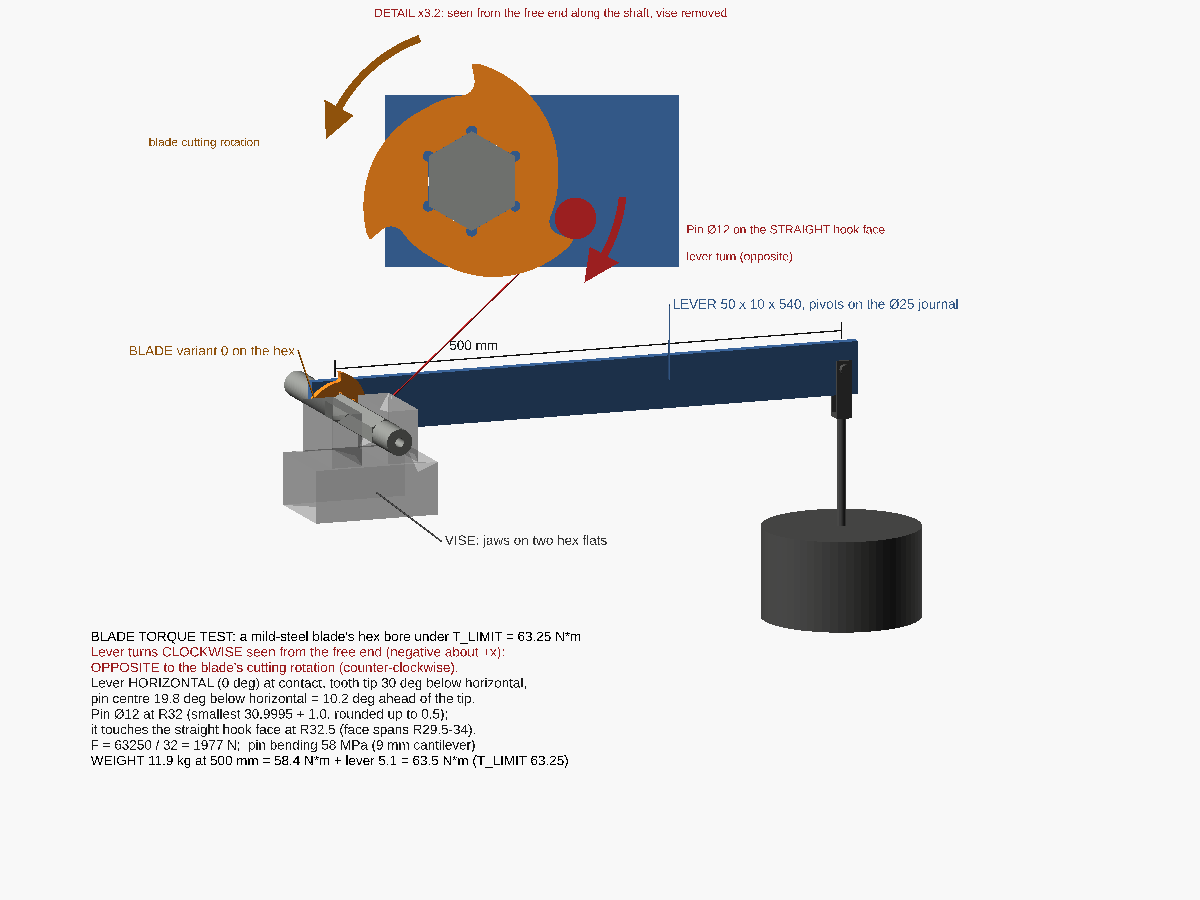 DETAIL x3.2: seen from the free end along the shaft, vise removed
blade cutting rotation
Pin Ø12 on the STRAIGHT hook face
lever turn (opposite)
LEVER 50 x 10 x 540, pivots on the Ø25 journal
500 mm
BLADE variant 0 on the hex
VISE: jaws on two hex flats
BLADE TORQUE TEST: a mild-steel blade's hex bore under T_LIMIT = 63.25 N*m
Lever turns CLOCKWISE seen from the free end (negative about +x):
OPPOSITE to the blade's cutting rotation (counter-clockwise).
Lever HORIZONTAL (0 deg) at contact, tooth tip 30 deg below horizontal,
pin centre 19.8 deg below horizontal = 10.2 deg ahead of the tip.
Pin Ø12 at R32 (smallest 30.9995 + 1.0, rounded up to 0.5);
it touches the straight hook face at R32.5 (face spans R29.5-34).
F = 63250 / 32 = 1977 N;  pin bending 58 MPa (9 mm cantilever)
WEIGHT 11.9 kg at 500 mm = 58.4 N*m + lever 5.1 = 63.5 N*m (T_LIMIT 63.25)